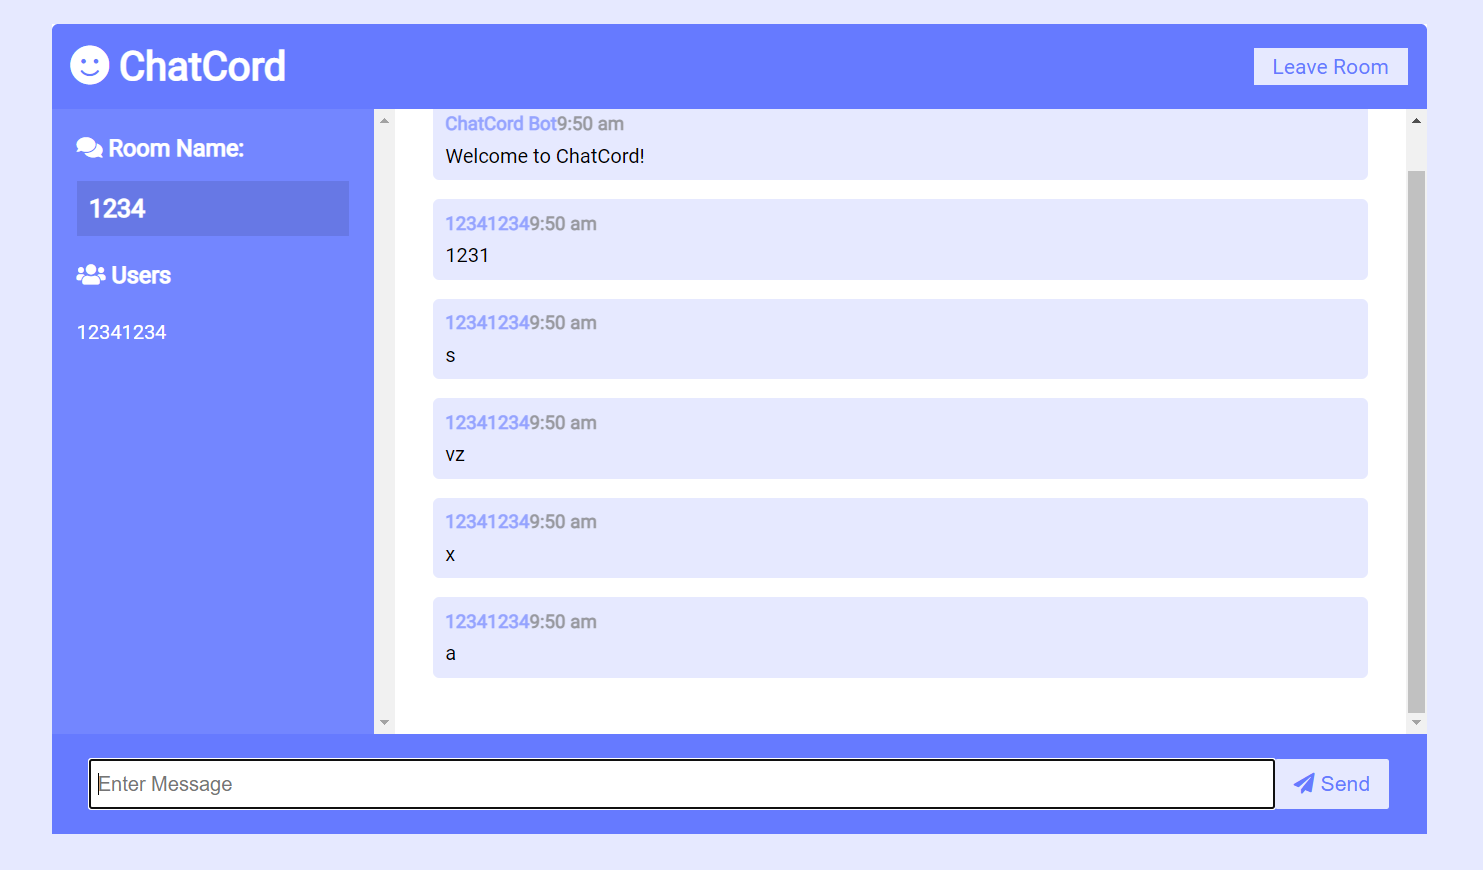 ChatCord
Leave Room
Room Name:
1234
Users
12341234
ChatCord Bot9:50 am
Welcome to ChatCord!
123412349:50 am
1231
123412349:50 am
s
123412349:50 am
vz
123412349:50 am
x
123412349:50 am
a
Enter Message
Send